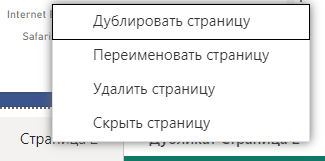 Дублировать страницу
Internet
Переименовать страницу
Safari
Удалить страницу
Скрыть страницу
Страница 2
Дубликат Страница 2